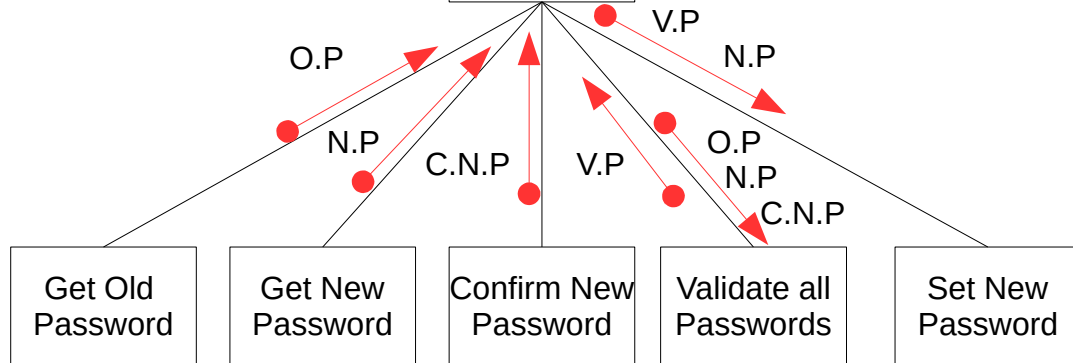 V.P
O.P
N.P
N.P
C.N.P
V.P
O.P
N.P
C.N.P
Get Old
Password
Get New
Password
Confirm New
Password
Validate all
Passwords
Set New
Password